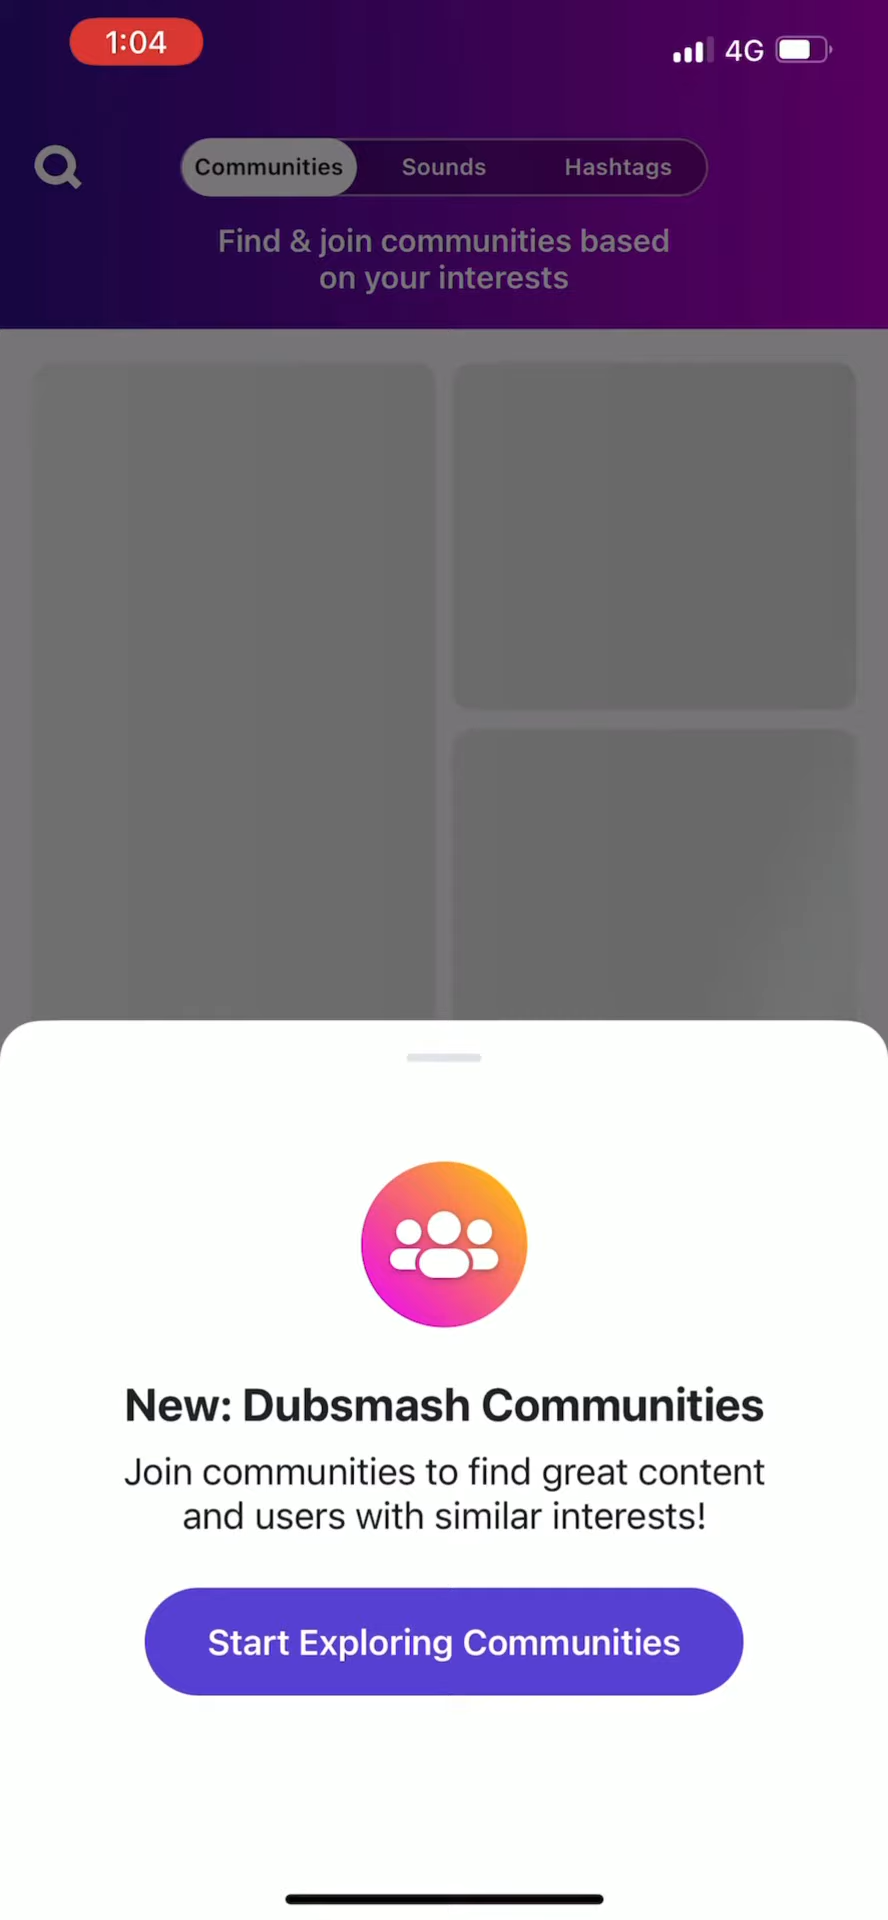 1:04
4G
Communities
Sounds
Hashtags
Find & join communities based
on your interests
New: Dubsmash Communities
Join communities to find great content
and users with similar interests!
Start Exploring Communities